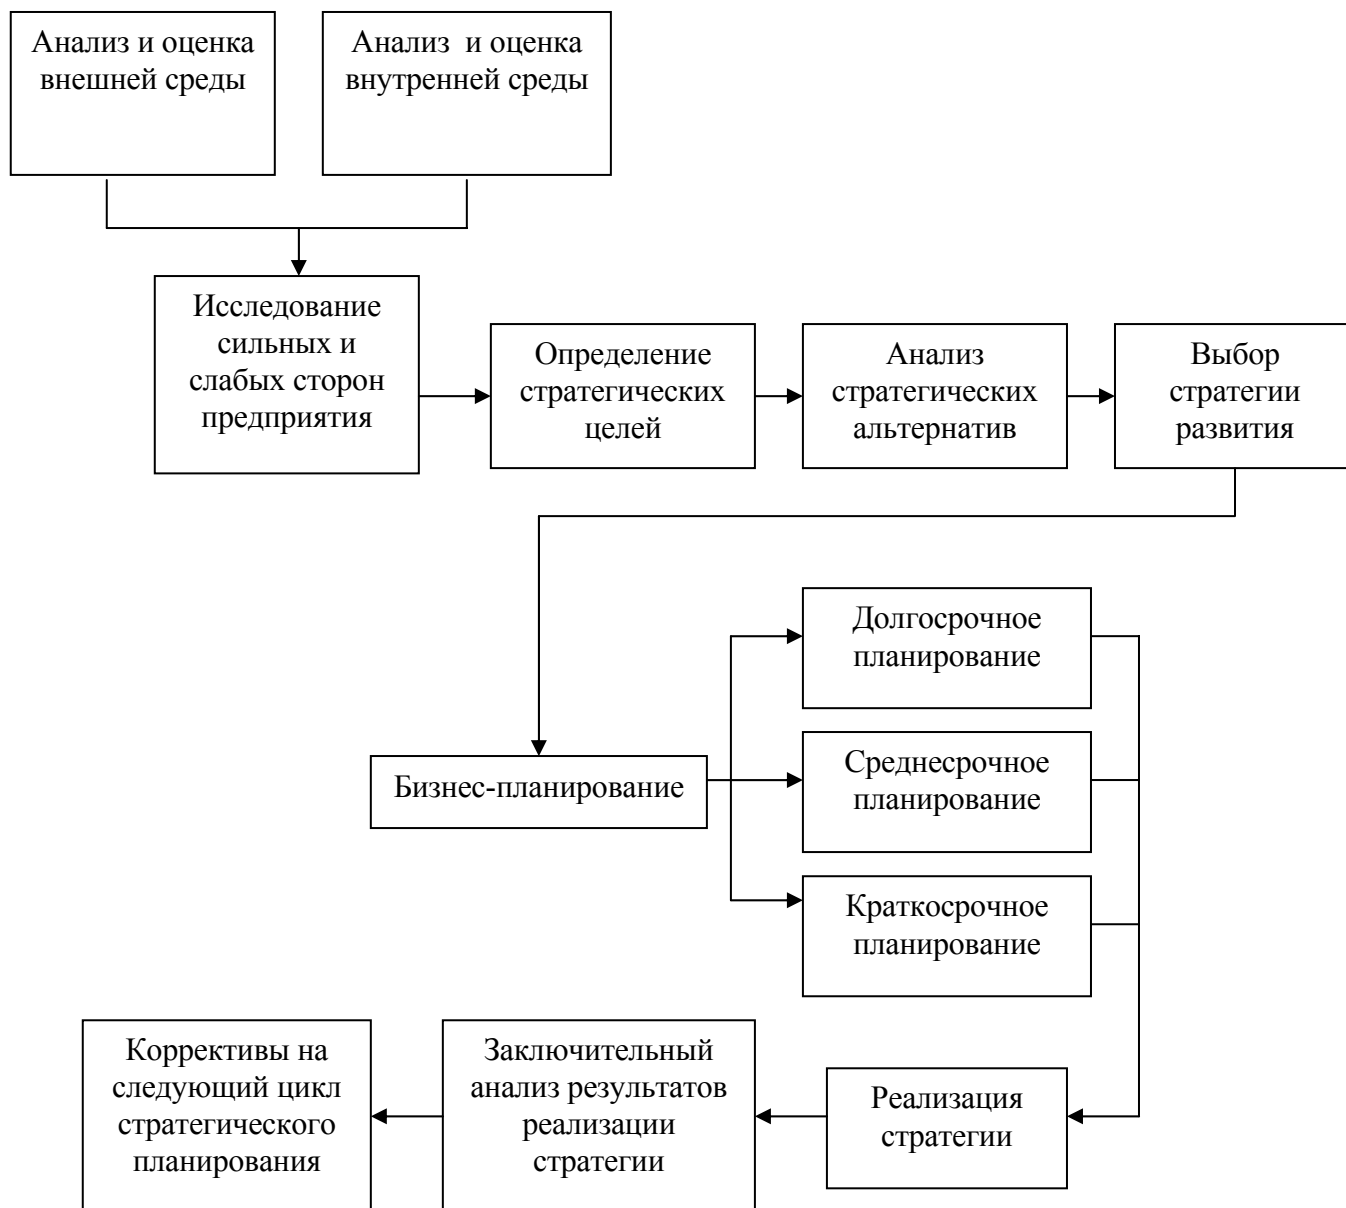 Анализ и оценка
внешней среды
Анализ  и оценка
внутренней среды
Исследование
сильных и
слабых сторон
предприятия
Определение
стратегических
целей
Анализ
стратегических
альтернатив
Выбор
стратегии
развития
Долгосрочное
планирование
Бизнес-планирование
Среднесрочное
планирование
Краткосрочное
планирование
Коррективы на
следующий цикл
стратегического
планирования
Заключительный
анализ результатов
реализации
стратегии
Реализация
стратегии